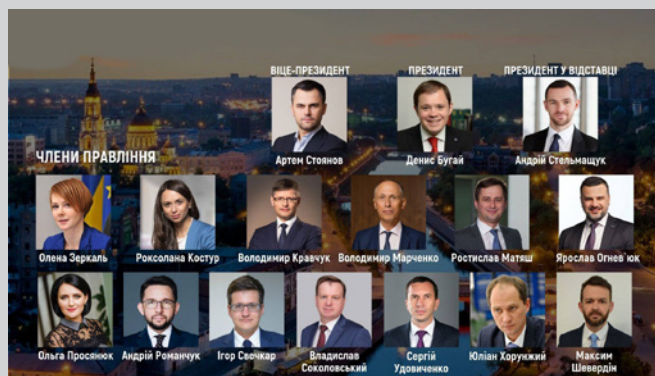 ВІЦЕ-ПРЕЗИДЕНТ
ПРЕЗИДЕНТ
ПРЕЗИДЕНТ У ВІДСТАВЦІ
Артем Стоянов
Денис Бугай
Андрій Стельмащук
ЧЛЕНИ ПРАВЛІННЯ
Олена Зеркаль
Роксолана Костур
Володимир Кравчук
Володимир Марченко
Ростислав Матяш
Ярослав Огнев'юк
Ольга Просянюк
Андрій Романчук
Ігор Свечкар
Владислав
Соколовський
Сергій
Удовиченко
Юліан Хорунжий
Максим
Шевердін